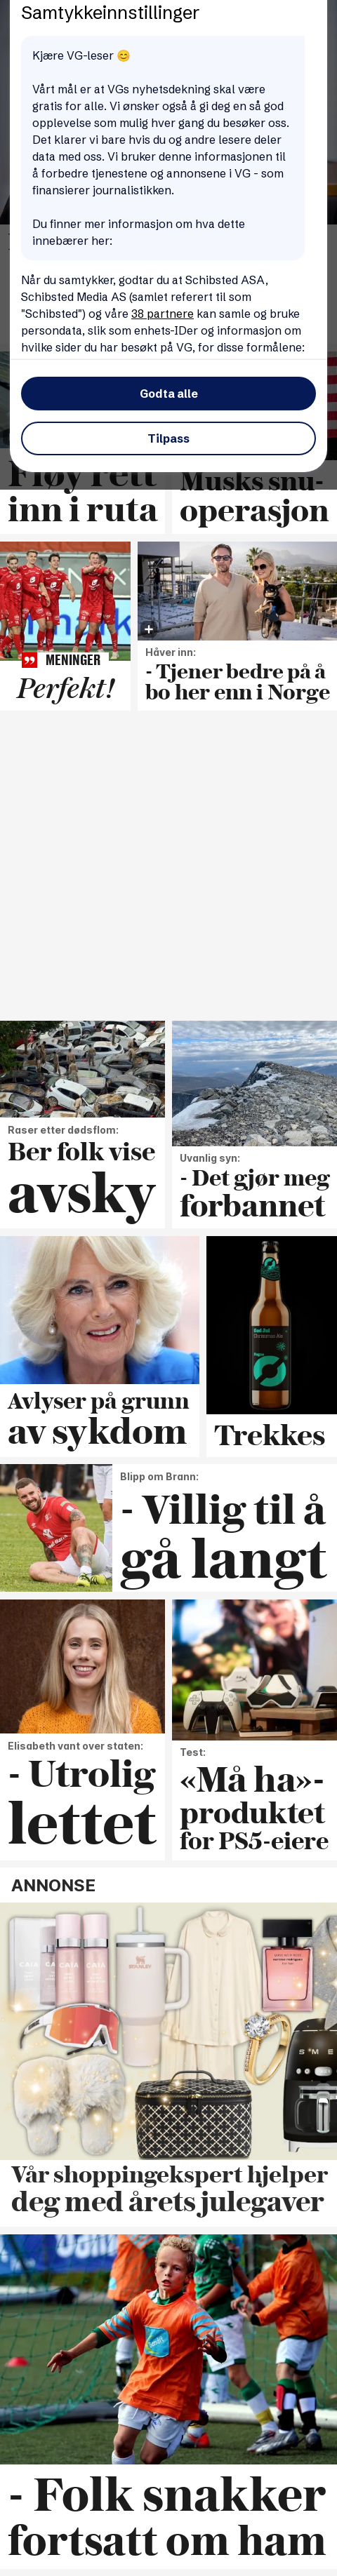 Samtykkeinnstillinger
Kjære VG-leser 😊
Vårt mål er at VGs nyhetsdekning skal være
gratis for alle. Vi ønsker også å gi deg en så god
opplevelse som mulig hver gang du besøker oss.
Det klarer vi bare hvis du og andre lesere deler
data med oss. Vi bruker denne informasjonen til
å forbedre tjenestene og annonsene i VG - som
finansierer journalistikken.
Du finner mer informasjon om hva dette
innebærer her:
Når du samtykker, godtar du at Schibsted ASA,
Schibsted Media AS (samlet referert til som
"Schibsted") og våre 38 partnere kan samle og bruke
persondata, slik som enhets-IDer og informasjon om
hvilke sider du har besøkt på VG, for disse formålene:
Godta alle
Tilpass
Fløy rett
inn i ruta
Musks snu-
operasjon
MENINGER
Perfekt!
Håver inn:
- Tjener bedre på å
bo her enn i Norge
Raser etter dødsflom:
Ber folk vise
avsky
Uvanlig syn:
- Det gjør meg
forbannet
Avlyser på grunn
av sykdom
Trekkes
Blipp om Brann:
- Villig til å
gå langt
Elisabeth vant over staten:
- Utrolig
lettet
Test:
«Må ha»-
produktet
for PS5-eiere
ANNONSE
CAIA
STANLEY
Vår shoppingekspert hjelper
deg med årets julegaver
- Folk snakker
fortsatt om ham